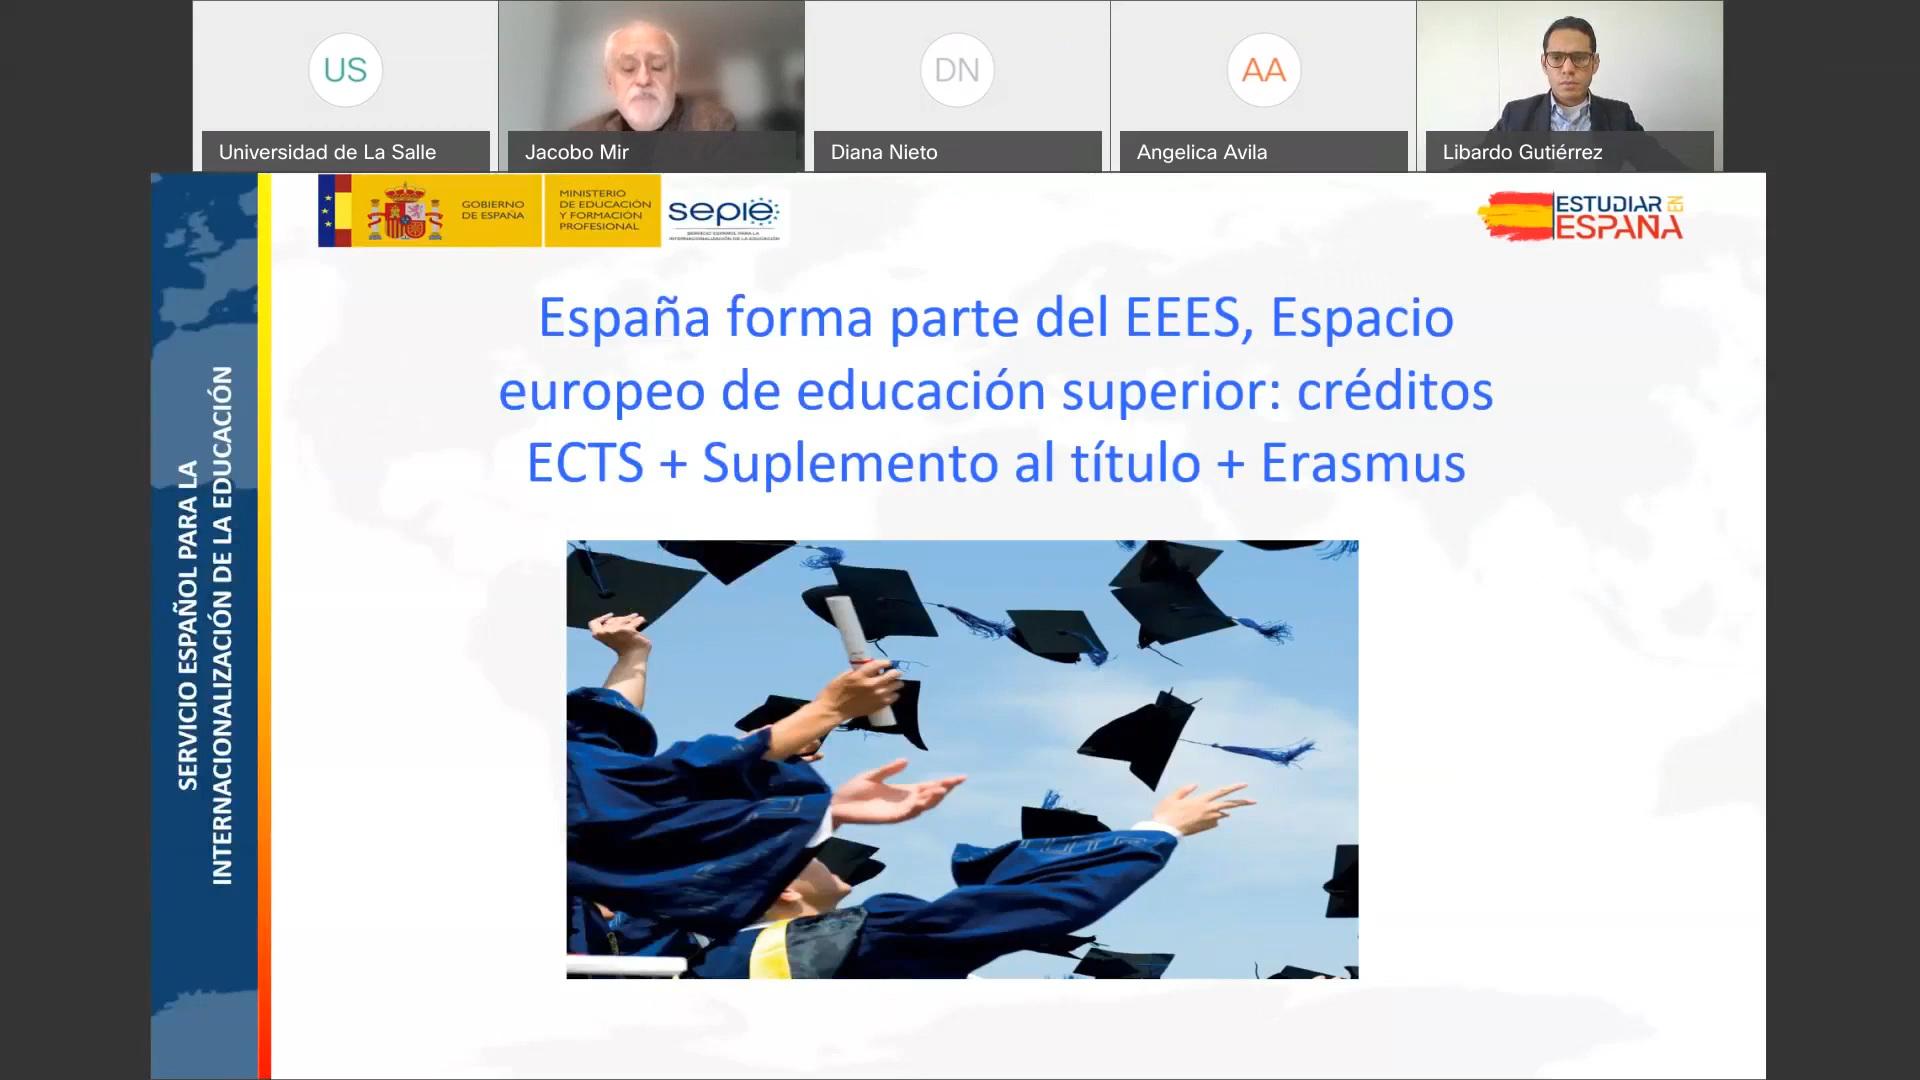 US
DN
AA
Universidad de La Salle
Jacobo Mir
Diana Nieto
Angelica Avila
Libardo Gutiérrez
GOBIERNO
DE ESPAÑA
MINISTERIO
DE EDUCACIÓN
Y FORMACIÓN
PROFESIONAL
sepie
SERVICIO ESPAÑOL PARA LA
INTERNACIONALIZACIÓN DE LA EDUCACIÓN
ESTUDIAR EN
ESPAÑA
España forma parte del EEES, Espacio
europeo de educación superior: créditos
ECTS + Suplemento al título + Erasmus
SERVICIO ESPAÑOL PARA LA
INTERNACIONALIZACIÓN DE LA EDUCACIÓN